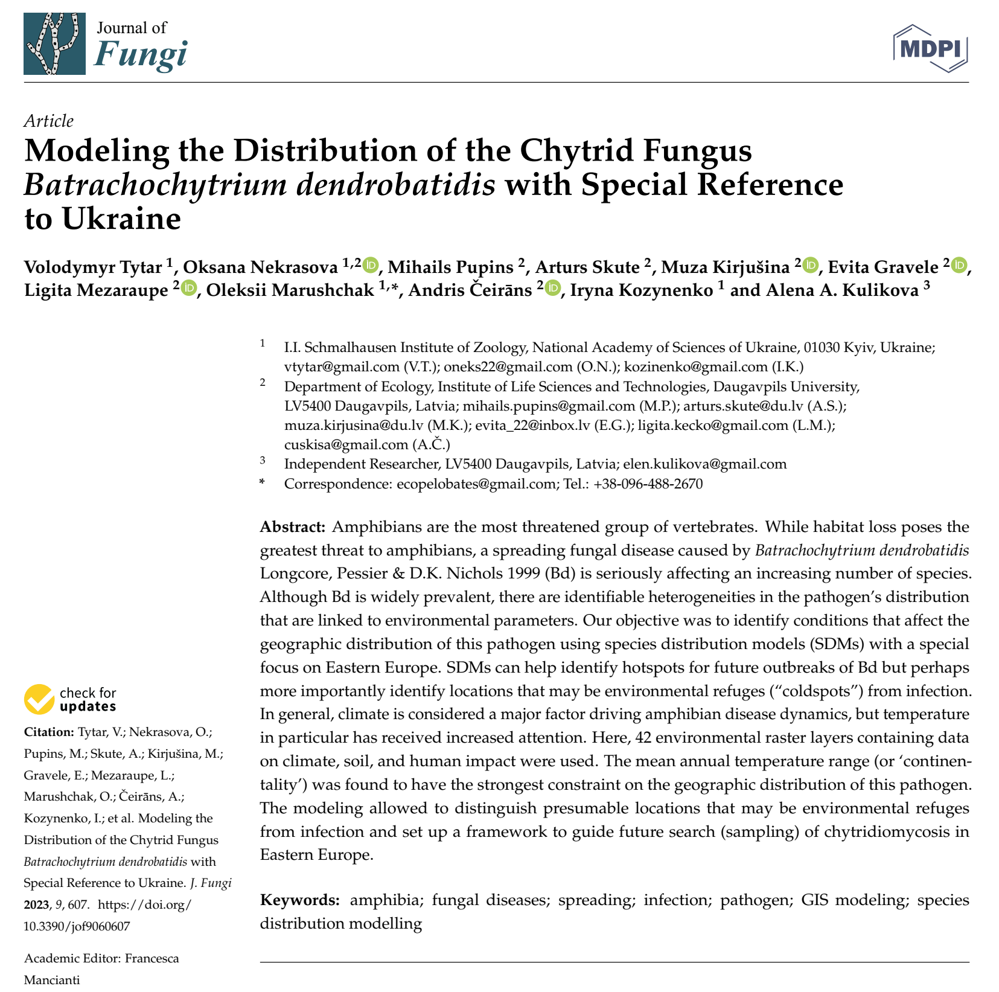 Journal of
Fungi
MDPI
Article
Modeling the Distribution of the Chytrid Fungus
Batrachochytrium dendrobatidis with Special Reference
to Ukraine
Volodymyr Tytar 1, Oksana Nekrasova 1,2 iD, Mihails Pupins 2, Arturs Skute 2, Muza Kirjušina 2 iD, Evita Gravele 2 iD,
Ligita Mezaraupe 2 iD, Oleksii Marushchak 1,*, Andris Čeirāns 2 iD, Iryna Kozynenko 1 and Alena A. Kulikova 3
1 I.I. Schmalhausen Institute of Zoology, National Academy of Sciences of Ukraine, 01030 Kyiv, Ukraine;
vtytar@gmail.com (V.T.); oneks22@gmail.com (O.N.); kozinenko@gmail.com (I.K.)
2 Department of Ecology, Institute of Life Sciences and Technologies, Daugavpils University,
LV5400 Daugavpils, Latvia; mihails.pupins@gmail.com (M.P.); arturs.skute@du.lv (A.S.);
muza.kirjusina@du.lv (M.K.); evita_22@inbox.lv (E.G.); ligita.kecko@gmail.com (L.M.);
cuskisa@gmail.com (A.Č.)
3 Independent Researcher, LV5400 Daugavpils, Latvia; elen.kulikova@gmail.com
* Correspondence: ecopelobates@gmail.com; Tel.: +38-096-488-2670
Abstract: Amphibians are the most threatened group of vertebrates. While habitat loss poses the
greatest threat to amphibians, a spreading fungal disease caused by Batrachochytrium dendrobatidis
Longcore, Pessier & D.K. Nichols 1999 (Bd) is seriously affecting an increasing number of species.
Although Bd is widely prevalent, there are identifiable heterogeneities in the pathogen's distribution
that are linked to environmental parameters. Our objective was to identify conditions that affect the
geographic distribution of this pathogen using species distribution models (SDMs) with a special
focus on Eastern Europe. SDMs can help identify hotspots for future outbreaks of Bd but perhaps
more importantly identify locations that may be environmental refuges (“coldspots”) from infection.
In general, climate is considered a major factor driving amphibian disease dynamics, but temperature
in particular has received increased attention. Here, 42 environmental raster layers containing data
on climate, soil, and human impact were used. The mean annual temperature range (or ‘continen-
tality’) was found to have the strongest constraint on the geographic distribution of this pathogen.
The modeling allowed to distinguish presumable locations that may be environmental refuges
from infection and set up a framework to guide future search (sampling) of chytridiomycosis in
Eastern Europe.
Keywords: amphibia; fungal diseases; spreading; infection; pathogen; GIS modeling; species
distribution modelling
check for
updates
Citation: Tytar, V.; Nekrasova, O.;
Pupins, M.; Skute, A.; Kirjušina, M.;
Gravele, E.; Mezaraupe, L.;
Marushchak, O.; Čeirāns, A.;
Kozynenko, I.; et al. Modeling the
Distribution of the Chytrid Fungus
Batrachochytrium dendrobatidis with
Special Reference to Ukraine. J. Fungi
2023, 9, 607. https://doi.org/
10.3390/jof9060607
Academic Editor: Francesca
Mancianti